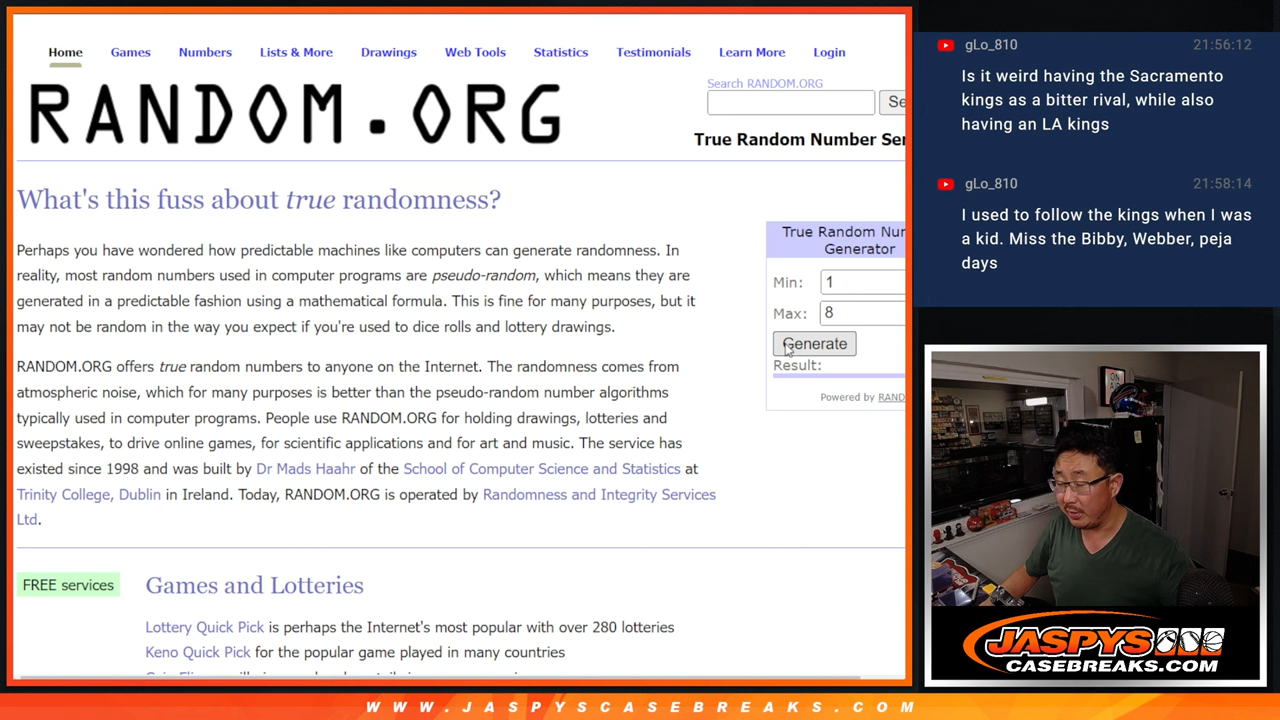 Home Games Numbers Lists & More Drawings Web Tools Statistics Testimonials Learn More Login
RANDOM.ORG
Search RANDOM.ORG
True Random Number
What's this fuss about true randomness?
Perhaps you have wondered how predictable machines like computers can generate randomness. In
reality, most random numbers used in computer programs are pseudo-random, which means they are
generated in a predictable fashion using a mathematical formula. This is fine for many purposes, but it
may not be random in the way you expect if you're used to dice rolls and lottery drawings.
RANDOM.ORG offers true random numbers to anyone on the Internet. The randomness comes from
atmospheric noise, which for many purposes is better than the pseudo-random number algorithms
typically used in computer programs. People use RANDOM.ORG for holding drawings, lotteries and
sweepstakes, to drive online games, for scientific applications and for art and music. The service has
existed since 1998 and was built by Dr Mads Haahr of the School of Computer Science and Statistics at
Trinity College, Dublin in Ireland. Today, RANDOM.ORG is operated by Randomness and Integrity Services
Ltd.
True Random Num
Generator
Min: 1
Max: 8
Generate
Result:
Powered by RAND
FREE services
Games and Lotteries
Lottery Quick Pick is perhaps the Internet's most popular with over 280 lotteries
Keno Quick Pick for the popular game played in many countries
gLo_810 21:56:12
Is it weird having the Sacramento
kings as a bitter rival, while also
having an LA kings
gLo_810 21:58:14
I used to follow the kings when I was
a kid. Miss the Bibby, Webber, peja
days
ON AIR
JASPYS
CASEBREAKS.COM
WWW.JASPYSCASEBREAKS.COM